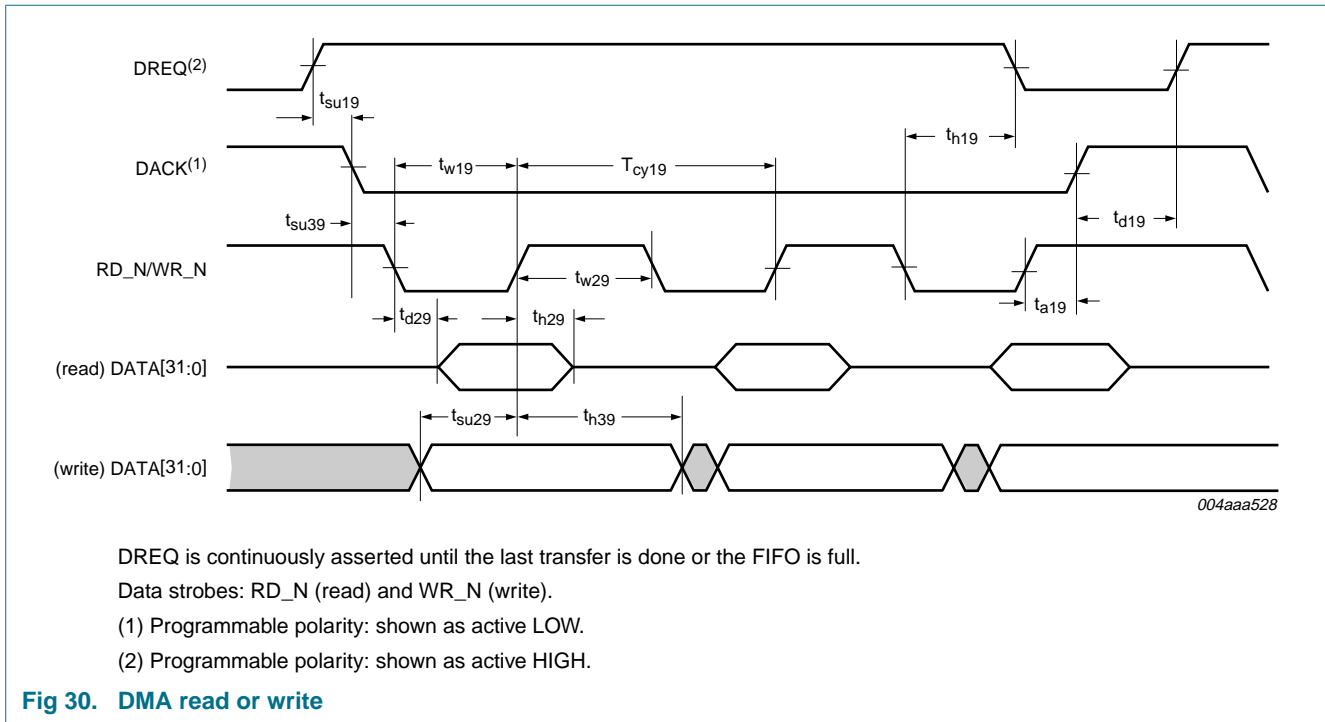 DREQ(2)
tsu19
th19
DACK(1)
tw19
Tcy19
tsu39
td19
RD_N/WR_N
tw29
ta19
td29
th29
(read) DATA[31:0]
tsu29
th39
(write) DATA[31:0]
004aaa528
DREQ is continuously asserted until the last transfer is done or the FIFO is full.
Data strobes: RD_N (read) and WR_N (write).
(1) Programmable polarity: shown as active LOW.
(2) Programmable polarity: shown as active HIGH.
Fig 30. DMA read or write